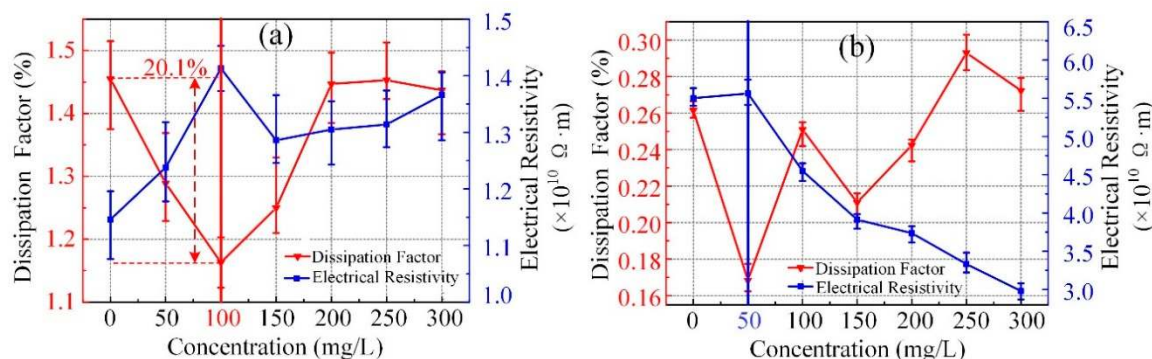 (a)
20.1%
Dissipation Factor (%)
1.5
1.4
1.3
1.2
1.1
Electrical Resistivity
(×10¹⁰ Ω·m)
1.5
1.4
1.3
1.2
1.1
1.0
Dissipation Factor
Electrical Resistivity
0 50 100 150 200 250 300
Concentration (mg/L)
(b)
Dissipation Factor (%)
0.30
0.28
0.26
0.24
0.22
0.20
0.18
0.16
Electrical Resistivity
(×10¹⁰ Ω·m)
6.5
6.0
5.5
5.0
4.5
4.0
3.5
3.0
Dissipation Factor
Electrical Resistivity
0 50 100 150 200 250 300
Concentration (mg/L)